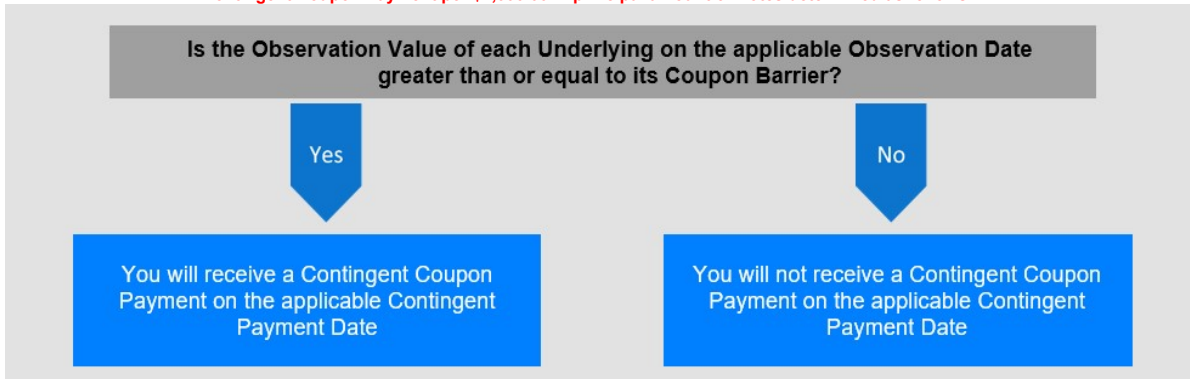 Is the Observation Value of each Underlying on the applicable Observation Date
greater than or equal to its Coupon Barrier?
Yes
No
You will receive a Contingent Coupon
Payment on the applicable Contingent
Payment Date
You will not receive a Contingent Coupon
Payment on the applicable Contingent
Payment Date